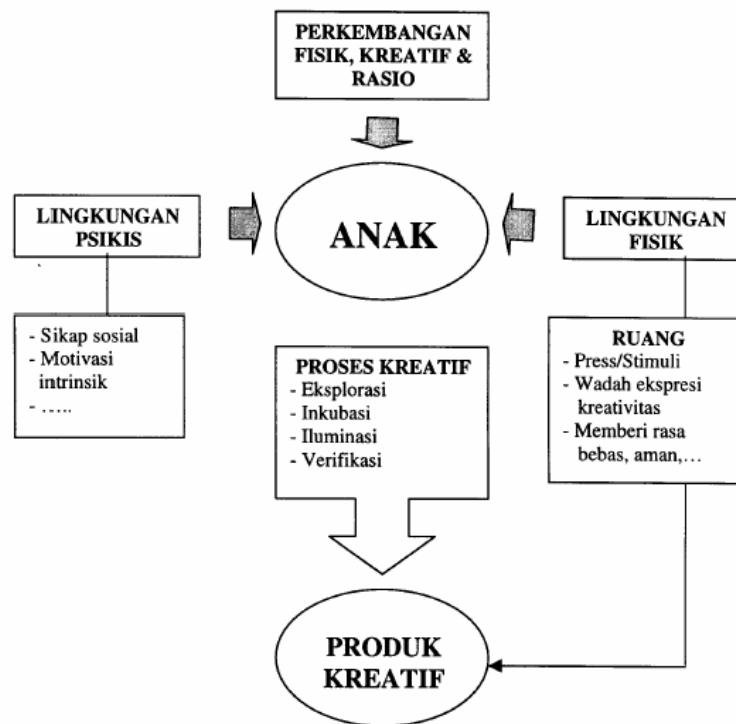 PERKEMBANGAN
FISIK, KREATIF &
RASIO
LINGKUNGAN
PSIKIS
ANAK
LINGKUNGAN
FISIK
- Sikap sosial
- Motivasi
intrinsik
- .....
PROSES KREATIF
- Eksplorasi
- Inkubasi
- Iluminasi
- Verifikasi
RUANG
- Press/Stimuli
- Wadah ekspresi
kreativitas
- Memberi rasa
bebas, aman,...
PRODUK
KREATIF